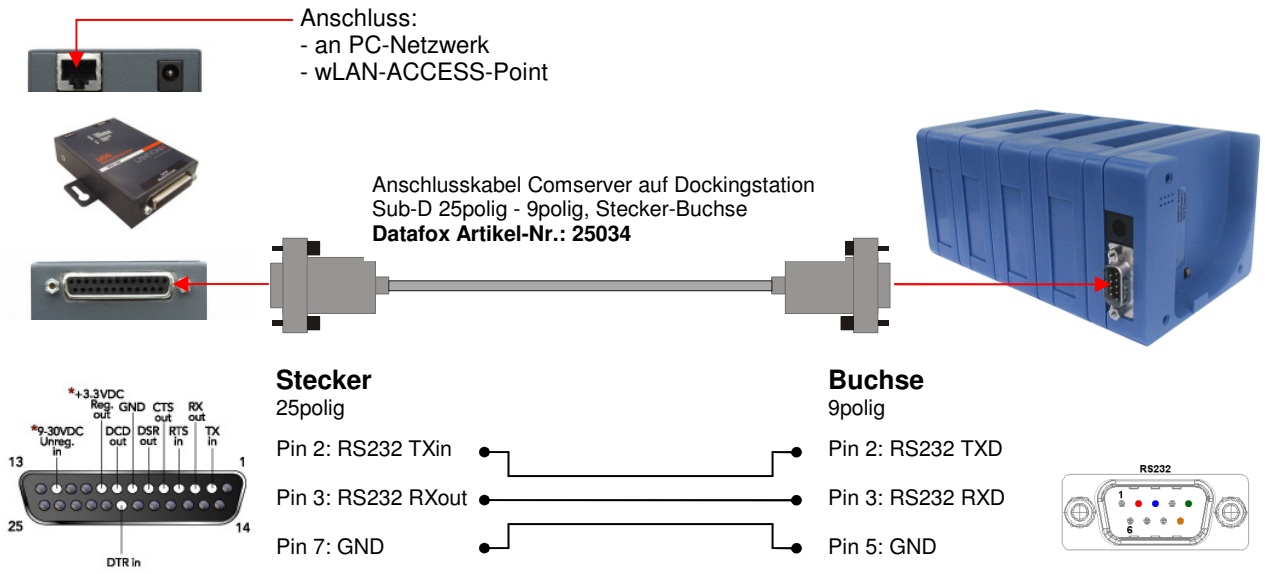 Anschluss:
- an PC-Netzwerk
- wLAN-ACCESS-Point
Anschlusskabel Comserver auf Dockingstation
Sub-D 25polig - 9polig, Stecker-Buchse
Datafox Artikel-Nr.: 25034
Stecker
25polig
Pin 2: RS232 TXin
Pin 3: RS232 RXout
Pin 7: GND
Buchse
9polig
Pin 2: RS232 TXD
Pin 3: RS232 RXD
Pin 5: GND
*+3.3VDC
Reg. out
GND
CTS out
RX out
*9-30VDC
Unreg. in
DCD out
DSR out
RTS in
TX in
13
1
25
14
DTR in
RS232
1
6